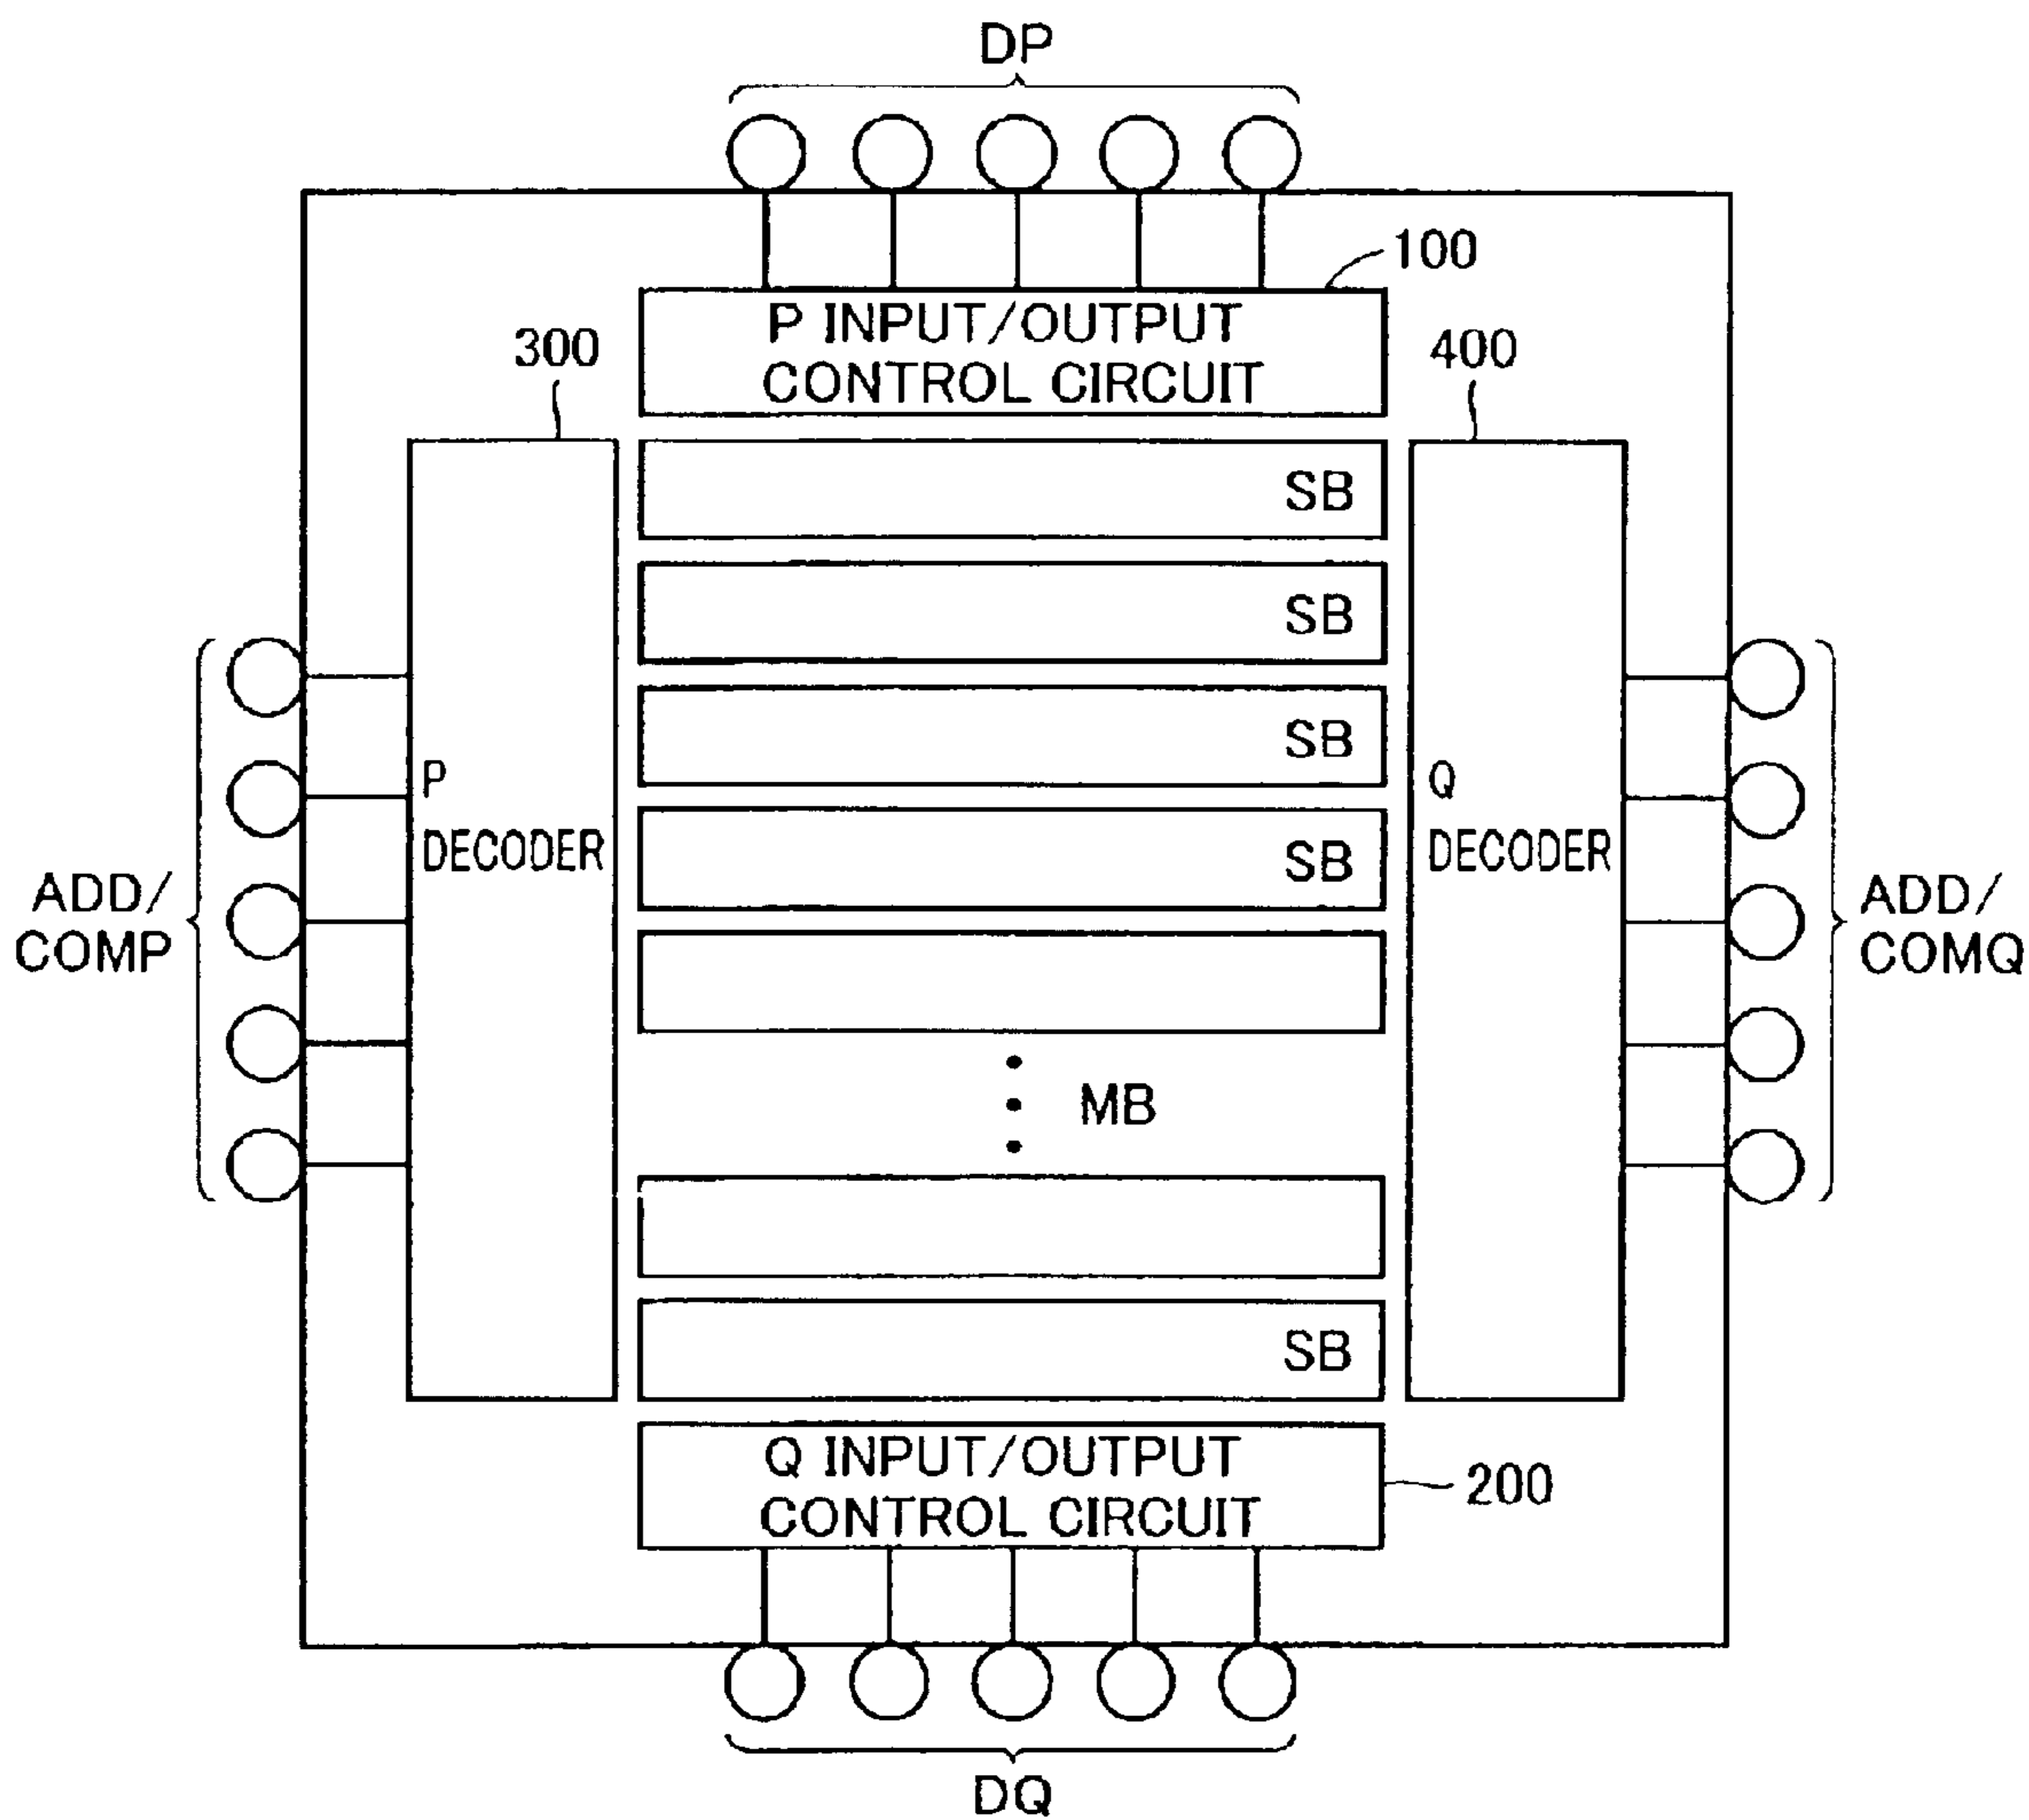 DP
100
P INPUT/OUTPUT
CONTROL CIRCUIT
300
400
SB
SB
SB
P
DECODER
Q
DECODER
SB
ADD/
COMP
ADD/
COMQ
MB
SB
Q INPUT/OUTPUT
CONTROL CIRCUIT
200
DQ